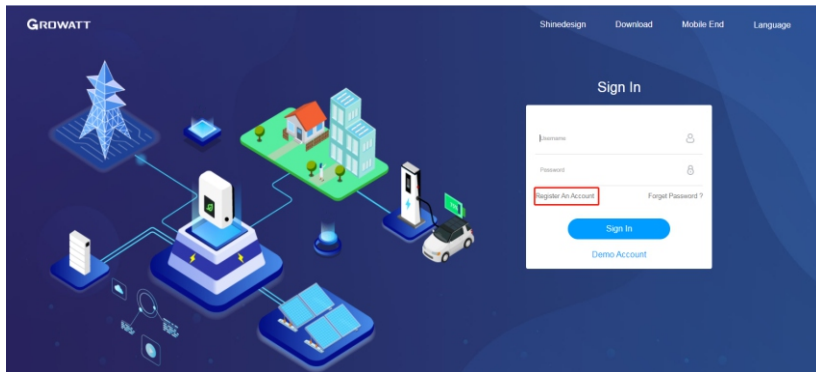 GROWATT
Shinedesign Download Mobile End Language
Sign In
Username
Password
Register An Account Forget Password ?
Sign In
Demo Account